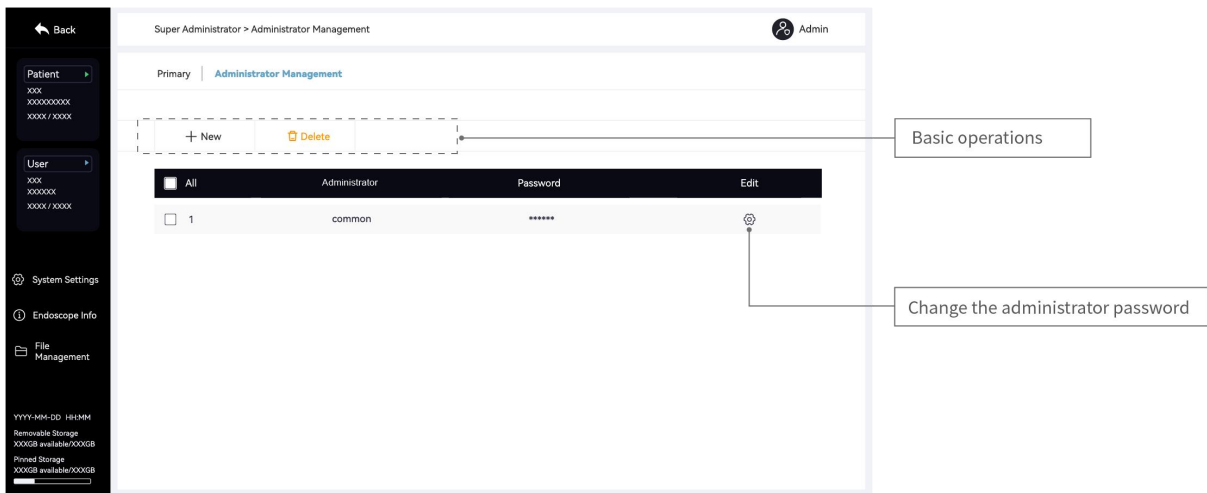 Back
Super Administrator > Administrator Management
Admin
Patient
XXX
XXXXXXXXX
XXXX / XXXX
Primary
Administrator Management
+ New
Delete
Basic operations
User
XXX
XXXXXX
XXXX / XXXX
All
Administrator
Password
Edit
1
common
******
System Settings
Endoscope Info
File
Management
Change the administrator password
YYYY-MM-DD HH:MM
Removable Storage
XXXGB available/XXXGB
Pinned Storage
XXXGB available/XXXGB